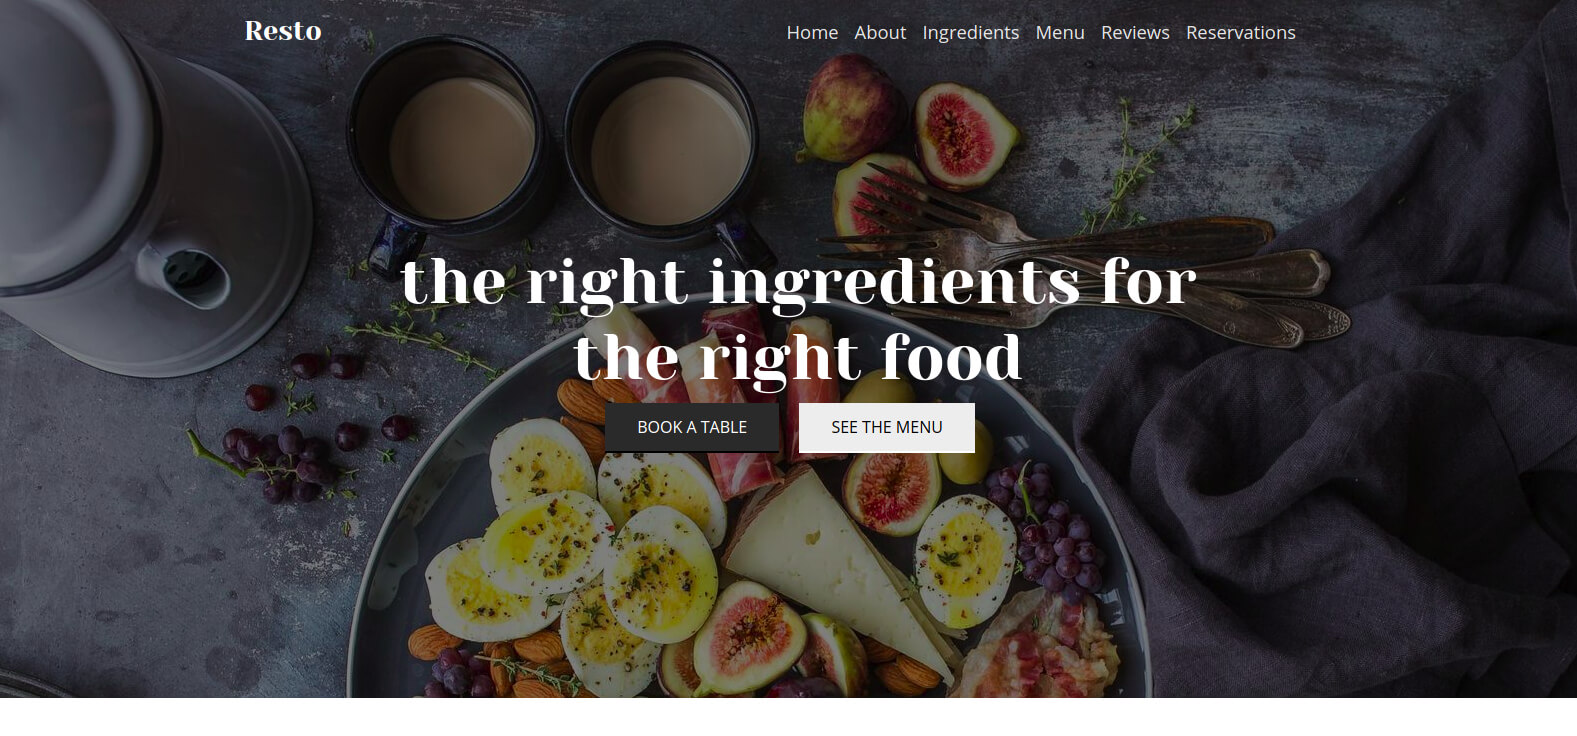 Resto
Home About Ingredients Menu Reviews Reservations
the right ingredients for
the right food
BOOK A TABLE SEE THE MENU